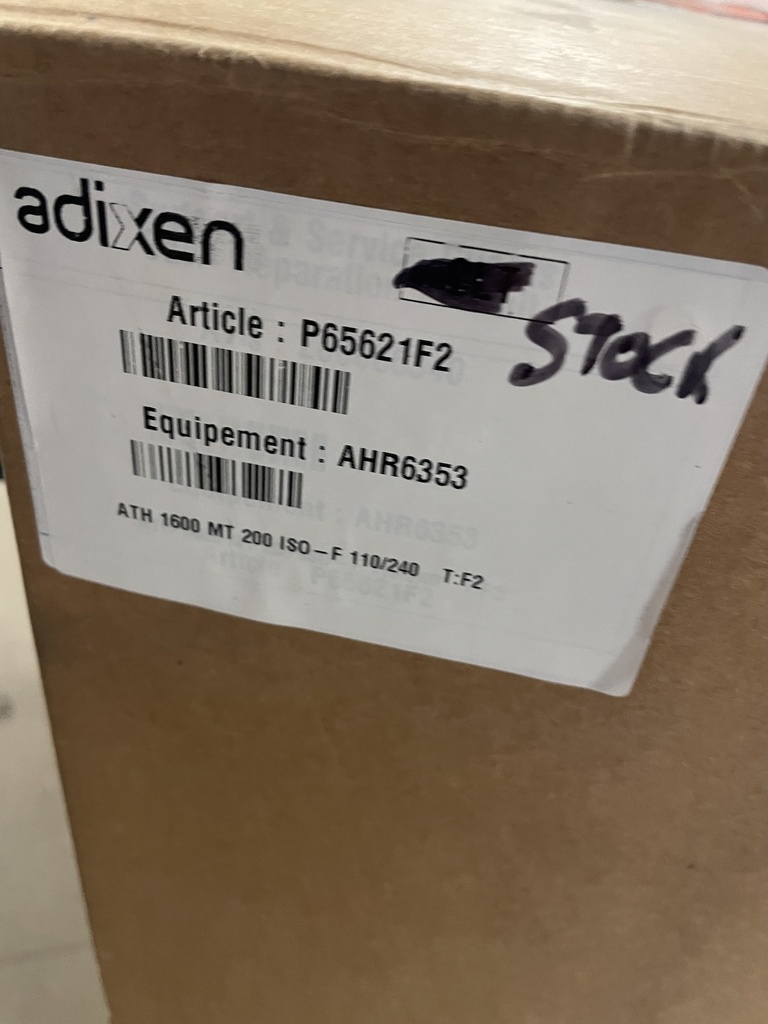 adixen
STOCK
Article : P65621F2
Equipement : AHR6353
ATH 1600 MT 200 ISO-F 110/240 T:F2